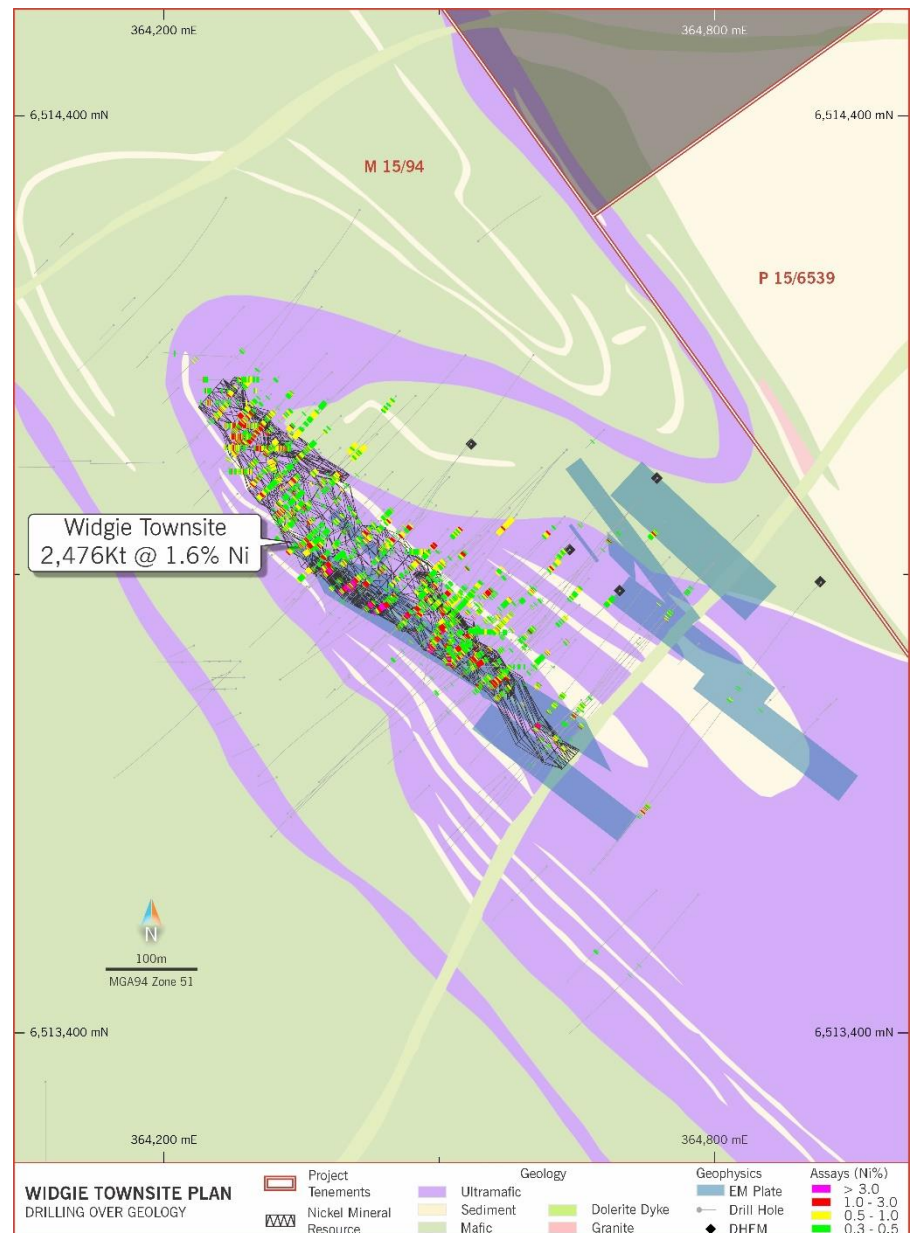 364,200 mE
364,800 mE
6,514,400 mN
6,514,400 mN
M 15/94
P 15/6539
Widgie Townsite
2,476Kt @ 1.6% Ni
N
100m
MGA94 Zone 51
6,513,400 mN
6,513,400 mN
364,200 mE
364,800 mE
WIDGIE TOWNSITE PLAN
DRILLING OVER GEOLOGY
Project
Tenements
Nickel Mineral
Resource
Geology
Ultramafic
Sediment
Mafic
Dolerite Dyke
Granite
Geophysics
EM Plate
Drill Hole
DHEM
Assays (Ni%)
> 3.0
1.0 - 3.0
0.5 - 1.0
0.3 - 0.5